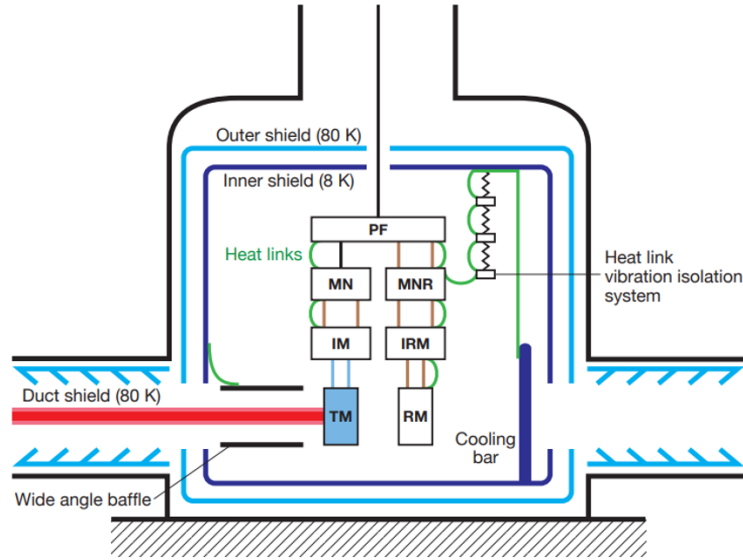 Outer shield (80 K)
Inner shield (8 K)
PF
Heat links
MN
MNR
Heat link
vibration isolation
system
IM
IRM
Duct shield (80 K)
TM
RM
Cooling
bar
Wide angle baffle